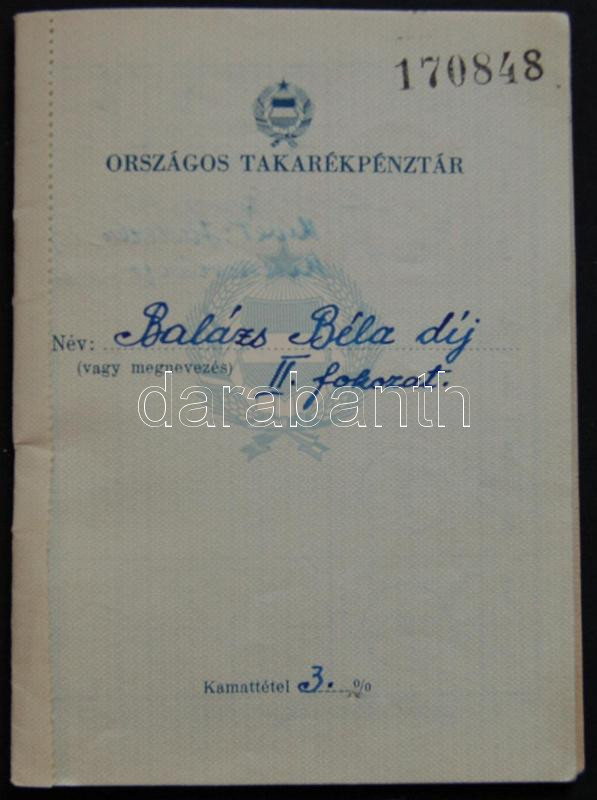 170848
ORSZÁGOS TAKARÉKPÉNZTÁR
Név: Balázs Béla díj
(vagy megnevezés) II. fokozat.
darabanth
Kamattétel 3. %